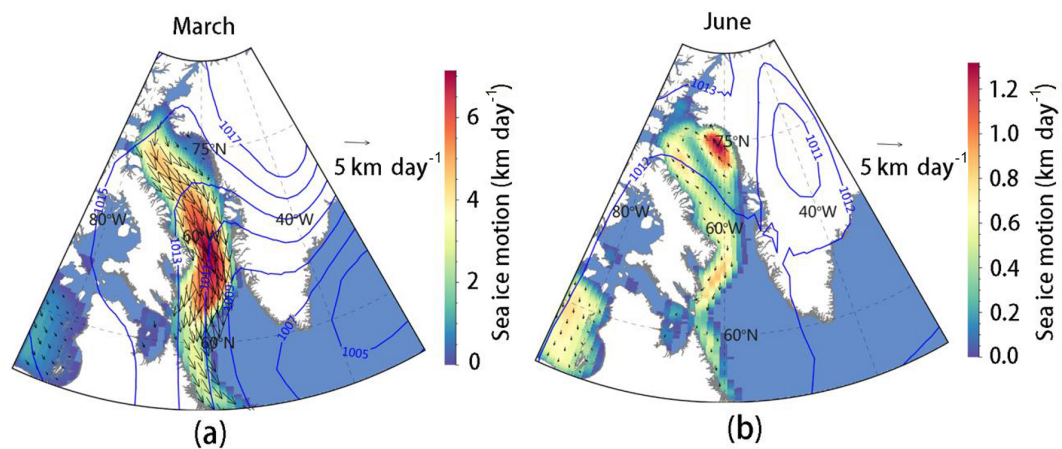 March
June
1017
75°N
1015
80°W
40°W
60°W
1013
1011
1009
1007
60°N
1005
5 km day⁻¹
6
4
2
0
Sea ice motion (km day⁻¹)
1013
75°N
1011
1012
1012
80°W
40°W
60°W
60°N
5 km day⁻¹
1.2
1.0
0.8
0.6
0.4
0.2
0.0
Sea ice motion (km day⁻¹)
(a)
(b)